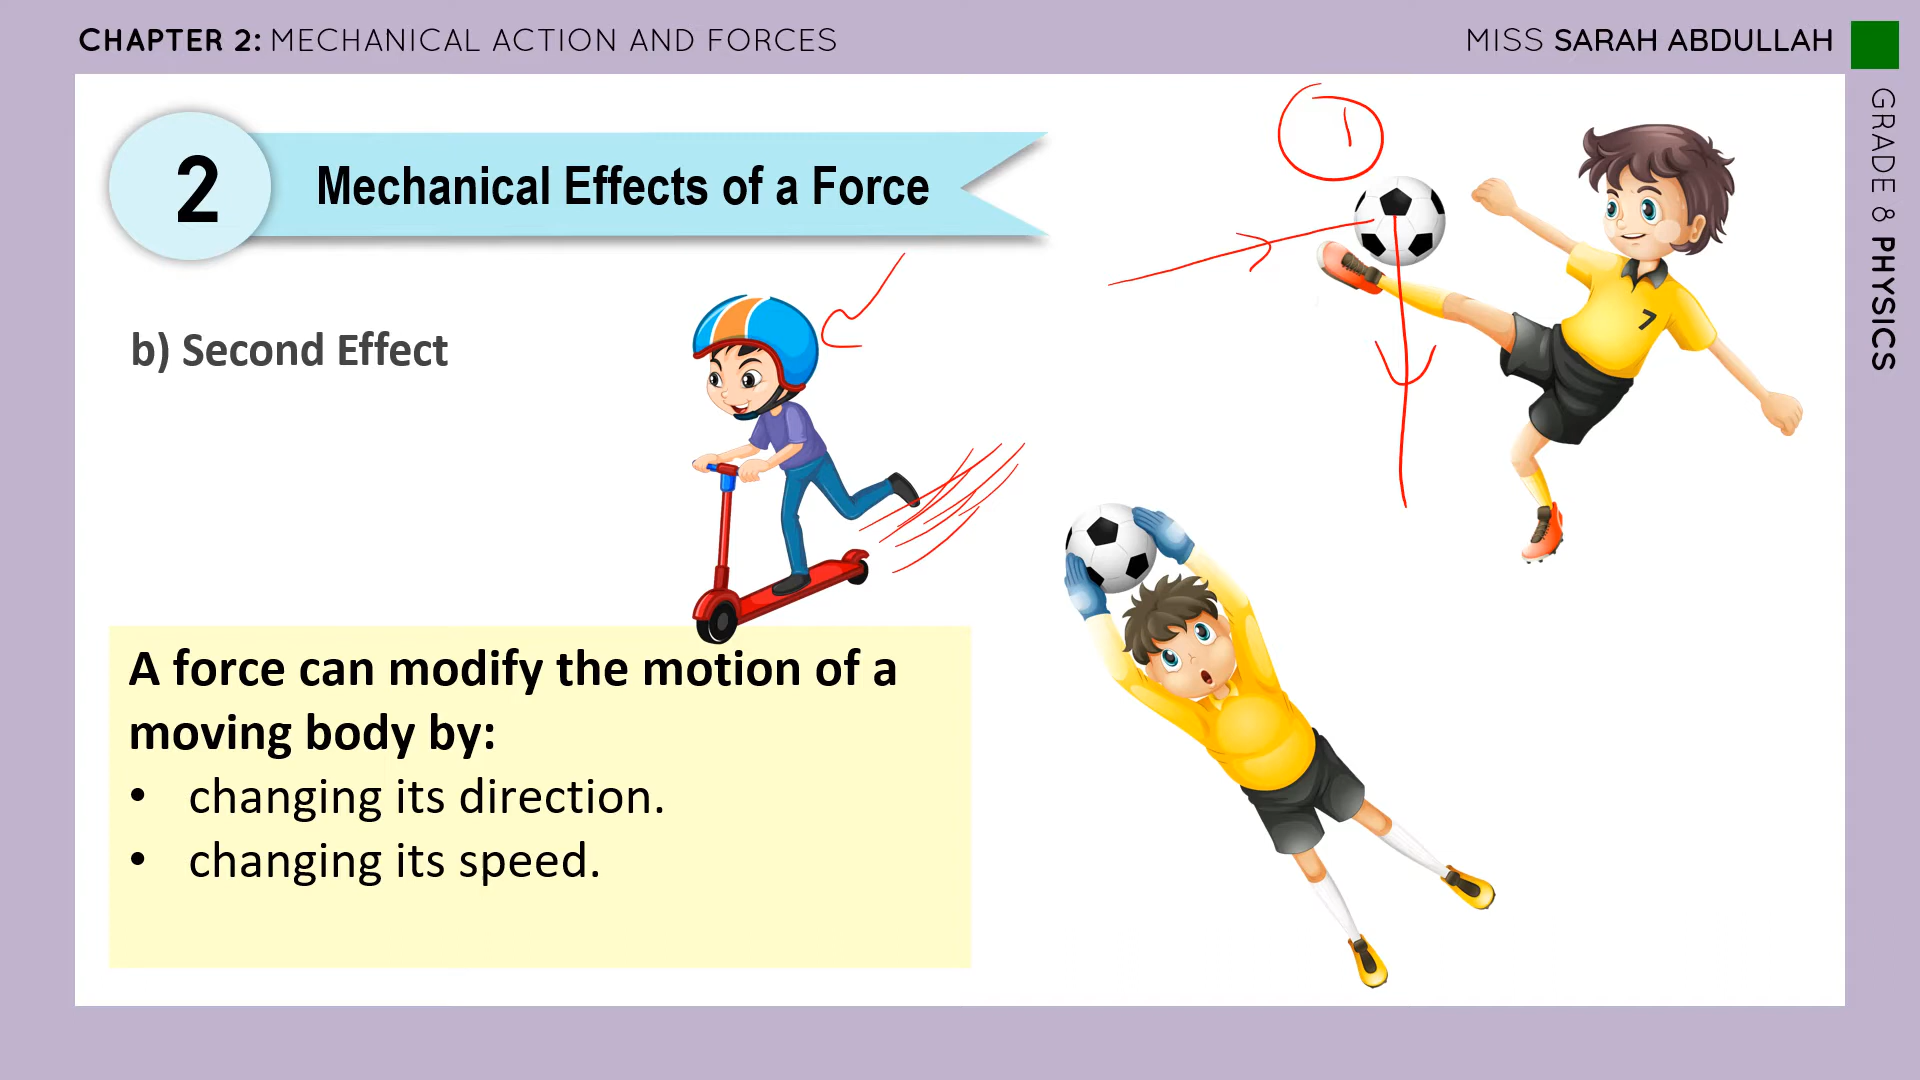 CHAPTER 2: MECHANICAL ACTION AND FORCES
MISS SARAH ABDULLAH
GRADE 8 PHYSICS
2
Mechanical Effects of a Force
1
7
b) Second Effect
A force can modify the motion of a
moving body by:
• changing its direction.
• changing its speed.